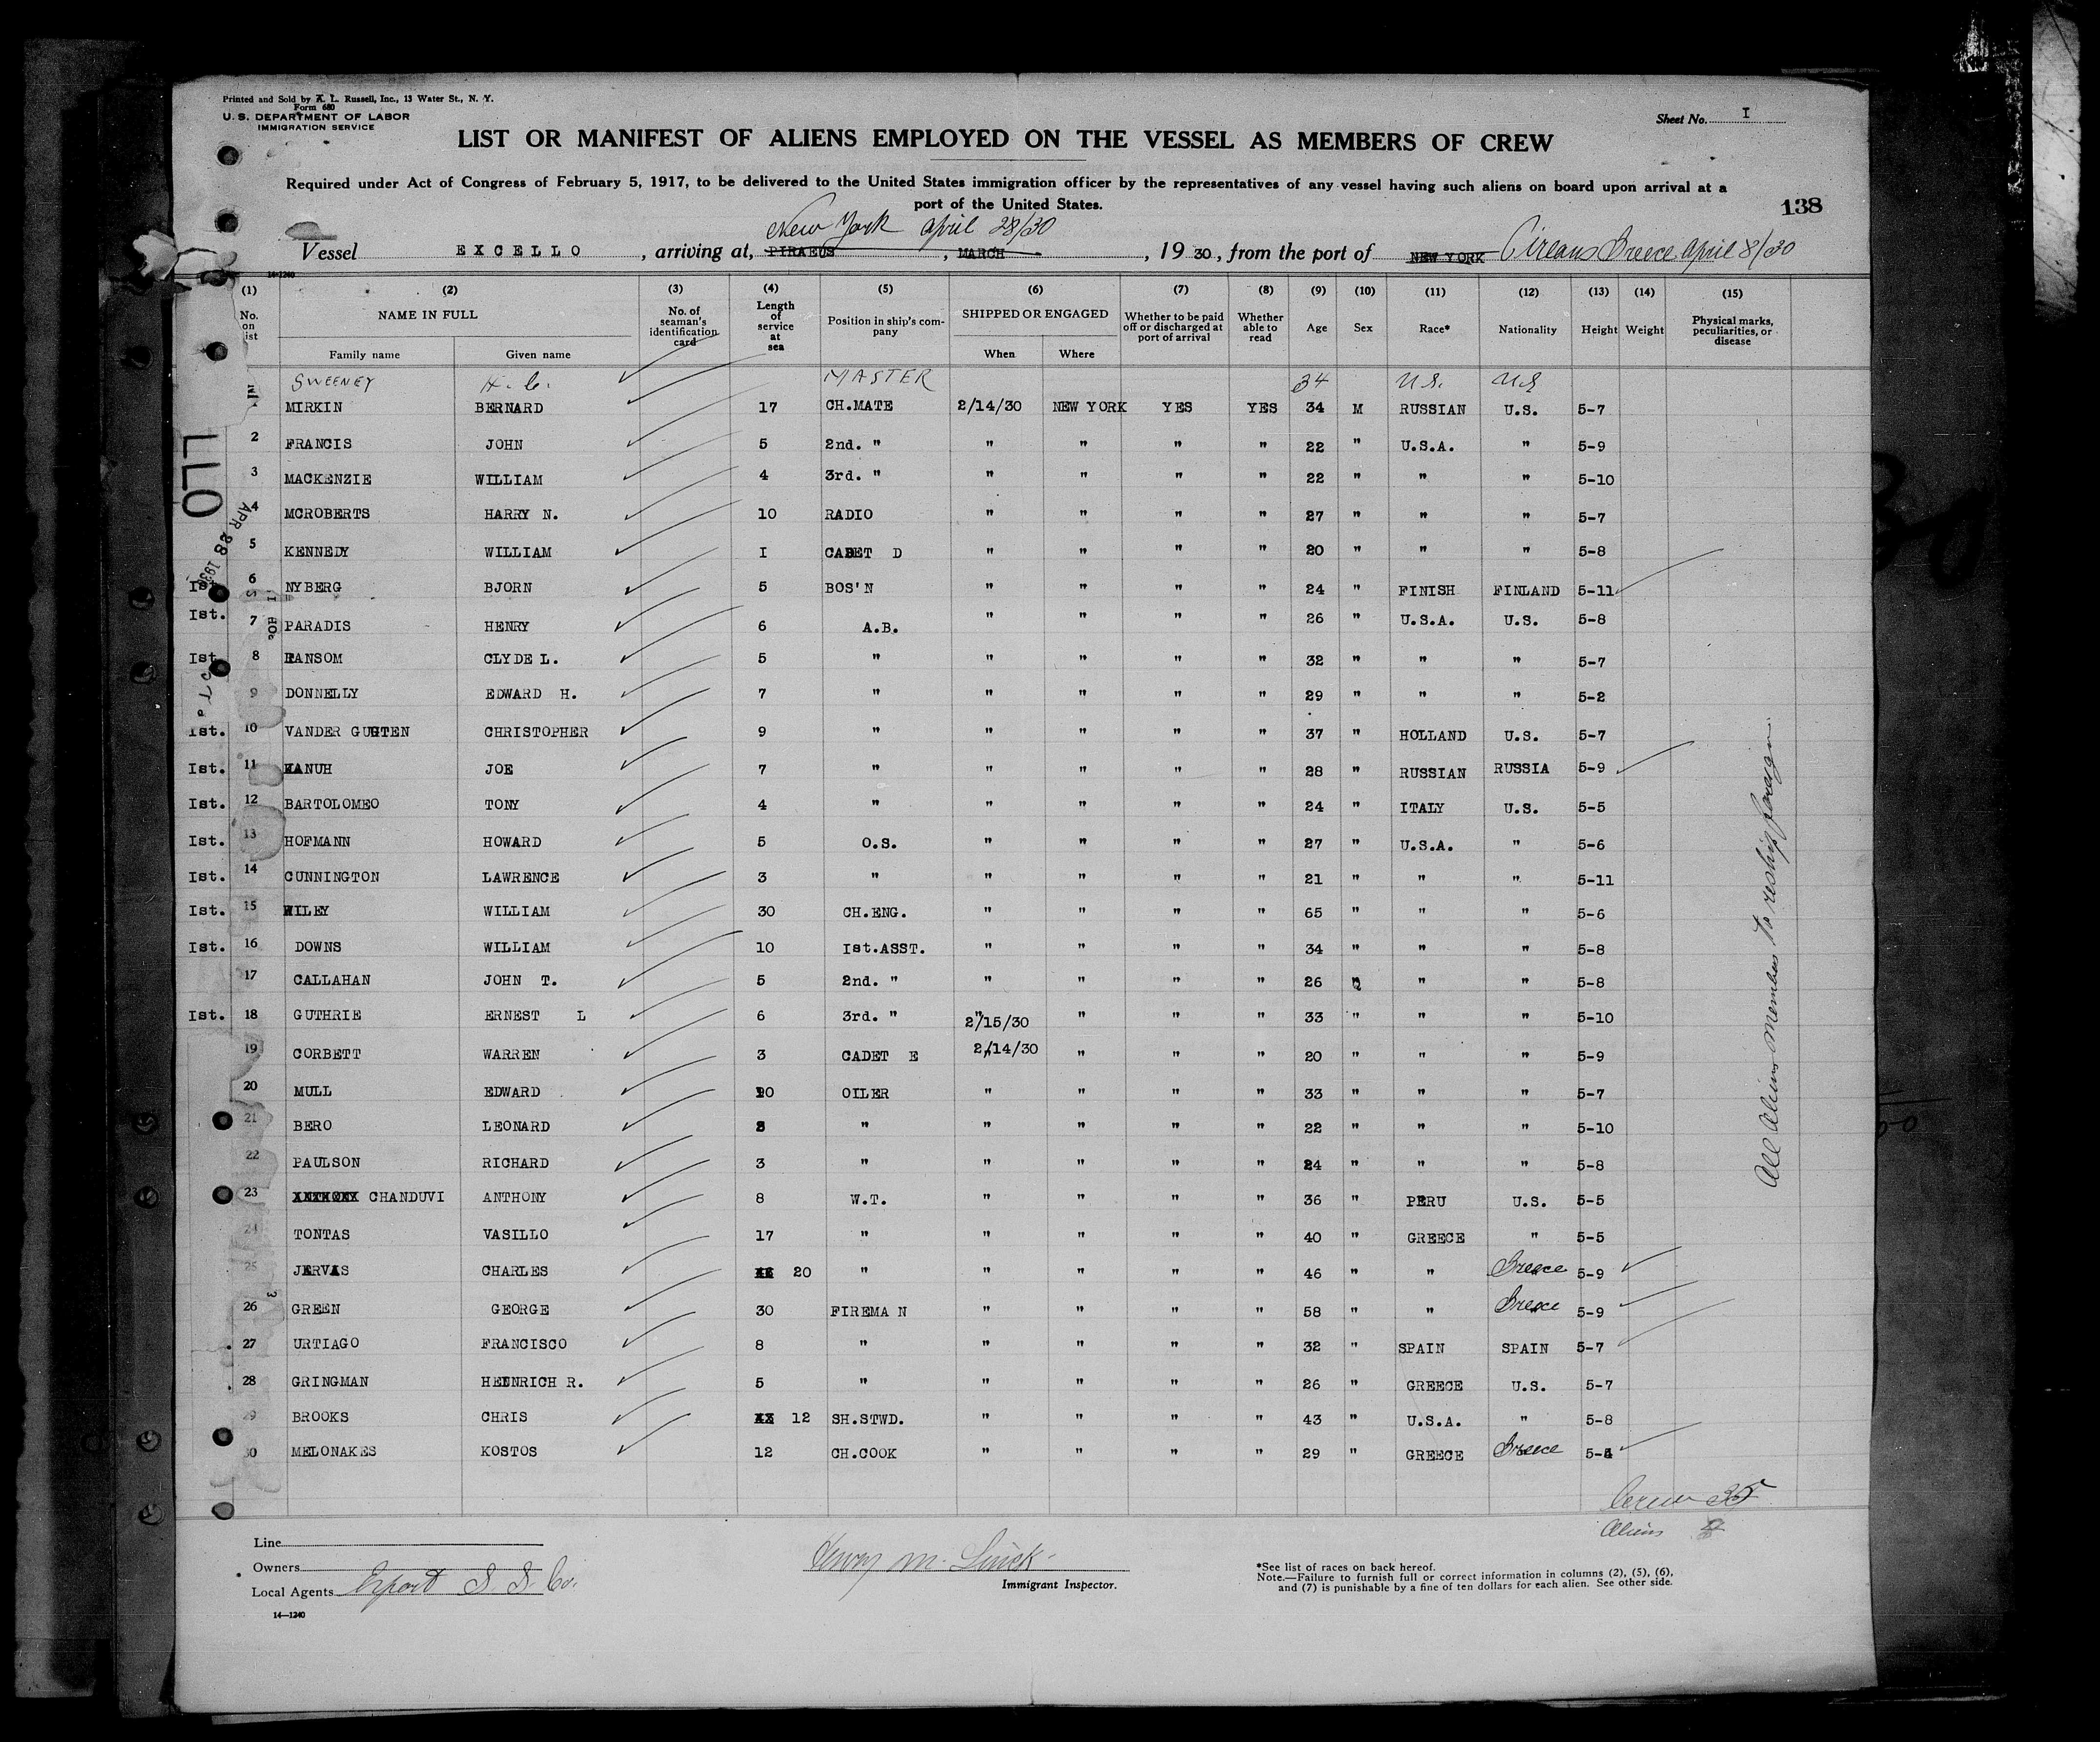 Printed and Sold by A. L. Russell, Inc., 13 Water St., N. Y.
Form 680
U. S. DEPARTMENT OF LABOR
IMMIGRATION SERVICE
Sheet No. I
LIST OR MANIFEST OF ALIENS EMPLOYED ON THE VESSEL AS MEMBERS OF CREW
Required under Act of Congress of February 5, 1917, to be delivered to the United States immigration officer by the representatives of any vessel having such aliens on board upon arrival at a
port of the United States.
138
New York april 28/30
Vessel EXCELLO , arriving at, PIRAEUS , MARCH , 19 30 , from the port of NEW YORK Pireaus Greece april 8/30
14-1240
(1) (2) (3) (4) (5) (6) (7) (8) (9) (10) (11) (12) (13) (14) (15)
No. on list NAME IN FULL Family name Given name No. of seaman's identification card Length of service at sea Position in ship's company SHIPPED OR ENGAGED When Where Whether to be paid off or discharged at port of arrival Whether able to read Age Sex Race* Nationality Height Weight Physical marks, peculiarities, or disease
SWEENEY H. C. MASTER 34 U.S. U.S
MIRKIN BERNARD 17 CH.MATE 2/14/30 NEW YORK YES YES 34 M RUSSIAN U.S. 5-7
2 FRANCIS JOHN 5 2nd. " " " " " 22 " U.S.A. " 5-9
3 MACKENZIE WILLIAM 4 3rd. " " " " " 22 " " " 5-10
4 MCROBERTS HARRY N. 10 RADIO " " " " 27 " " " 5-7
5 KENNEDY WILLIAM I CADET D " " " " 20 " " " 5-8
Ist. 6 NYBERG BJORN 5 BOS'N " " " " 24 " FINISH FINLAND 5-11
Ist. 7 PARADIS HENRY 6 A.B. " " " " 26 " U.S.A. U.S. 5-8
Ist. 8 RANSOM CLYDE L. 5 " " " " " 32 " " " 5-7
9 DONNELLY EDWARD H. 7 " " " " " 29 " " " 5-2
Ist. 10 VANDER GUGTEN CHRISTOPHER 9 " " " " " 37 " HOLLAND U.S. 5-7
Ist. 11 HANUH JOE 7 " " " " " 28 " RUSSIAN RUSSIA 5-9
Ist. 12 BARTOLOMEO TONY 4 " " " " " 24 " ITALY U.S. 5-5
Ist. 13 HOFMANN HOWARD 5 O.S. " " " " 27 " U.S.A. " 5-6
Ist. 14 CUNNINGTON LAWRENCE 3 " " " " " 21 " " " 5-11
Ist. 15 WILEY WILLIAM 30 CH.ENG. " " " " 65 " " " 5-6
Ist. 16 DOWNS WILLIAM 10 Ist.ASST. " " " " 34 " " " 5-8
17 CALLAHAN JOHN T. 5 2nd. " " " " " 26 " " " 5-8
Ist. 18 GUTHRIE ERNEST L 6 3rd. " 2/15/30 " " " 33 " " " 5-10
19 CORBETT WARREN 3 CADET E 2/14/30 " " " 20 " " " 5-9
20 MULL EDWARD 10 OILER " " " " 33 " " " 5-7
21 BERO LEONARD " " " " " 22 " " " 5-10
22 PAULSON RICHARD 3 " " " " " 24 " " " 5-8
23 ANTHONY CHANDUVI ANTHONY 8 W.T. " " " " 36 " PERU U.S. 5-5
24 TONTAS VASILLO 17 " " " " " 40 " GREECE " 5-5
25 JERVAS CHARLES 20 " " " " " 46 " " Greece 5-9
26 GREEN GEORGE 30 FIREMAN " " " " 58 " " Greece 5-9
27 URTIAGO FRANCISCO 8 " " " " " 32 " SPAIN SPAIN 5-7
28 GRINGMAN HEINRICH R. 5 " " " " " 26 " GREECE U.S. 5-7
29 BROOKS CHRIS 12 SH.STWD. " " " " 43 " U.S.A. " 5-8
30 MELONAKES KOSTOS 12 CH.COOK " " " " 29 " GREECE Greece 5-4
All Aliens Members to reship foreign
LLO
APR 28 1930
Crew 35
Aliens
Line
Owners
Local Agents Export S. S. Co.
Immigrant Inspector.
*See list of races on back hereof.
Note.—Failure to furnish full or correct information in columns (2), (5), (6),
and (7) is punishable by a fine of ten dollars for each alien. See other side.
14—1240